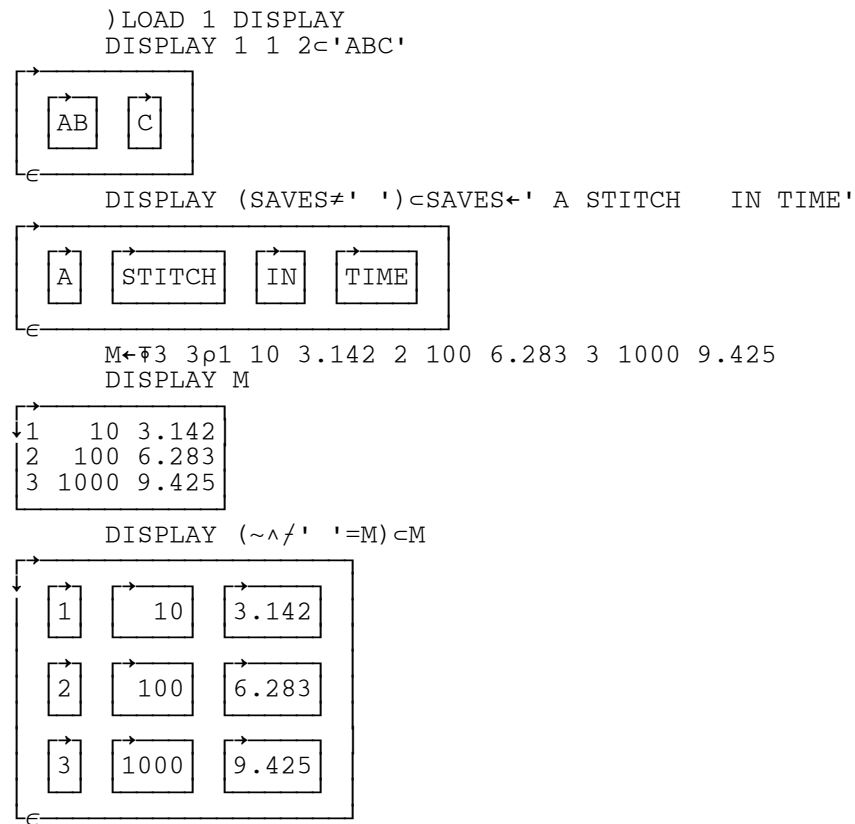 )LOAD 1 DISPLAY
DISPLAY 1 1 2⊂'ABC'
AB C
DISPLAY (SAVES≠' ')⊂SAVES←' A STITCH   IN TIME'
A STITCH IN TIME
M←⍕3 3⍴1 10 3.142 2 100 6.283 3 1000 9.425
DISPLAY M
1   10 3.142
2  100 6.283
3 1000 9.425
DISPLAY (~∧⌿' '=M)⊂M
1   10 3.142
2  100 6.283
3 1000 9.425